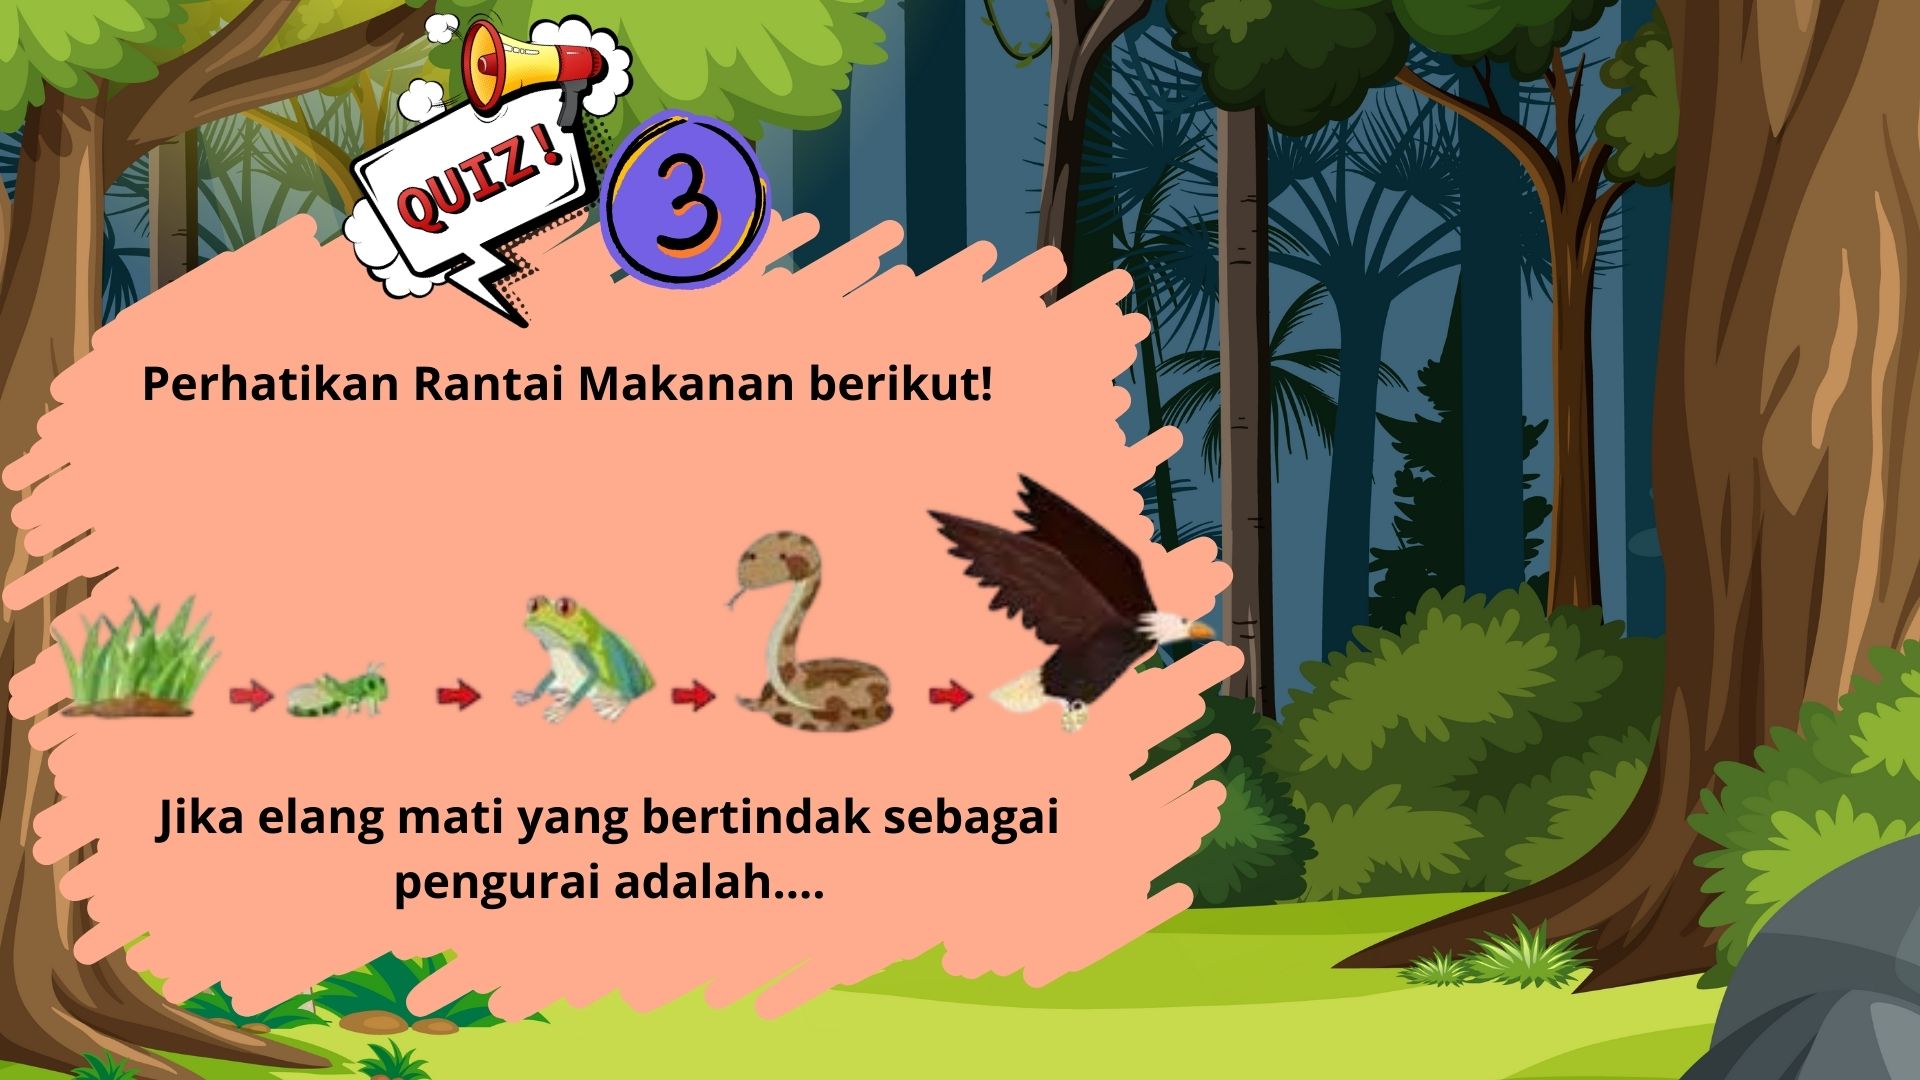 QUIZ!
3
Perhatikan Rantai Makanan berikut!
Jika elang mati yang bertindak sebagai
pengurai adalah....